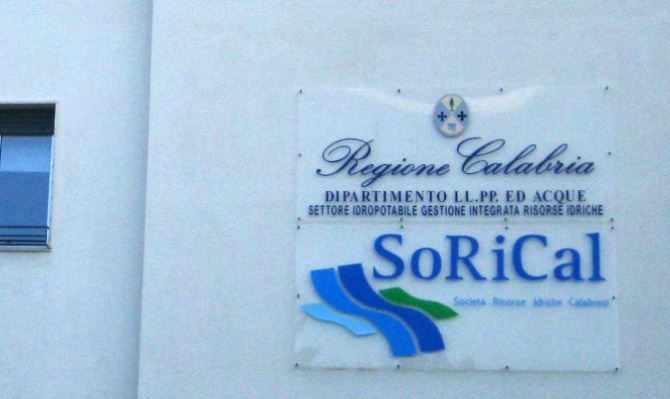 Regione Calabria
DIPARTIMENTO LL.PP. ED ACQUE
SETTORE IDROPOTABILE GESTIONE INTEGRATA RISORSE IDRICHE
SoRiCal
Società Risorse Idriche Calabresi